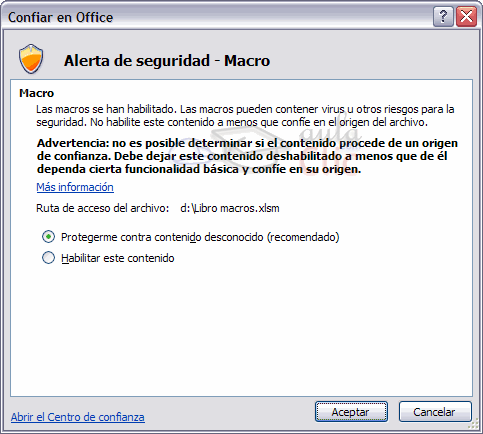 Confiar en Office
Alerta de seguridad - Macro
Macro
Las macros se han habilitado. Las macros pueden contener virus u otros riesgos para la
seguridad. No habilite este contenido a menos que confíe en el origen del archivo.
Advertencia: no es posible determinar si el contenido procede de un origen
de confianza. Debe dejar este contenido deshabilitado a menos que de él
dependa cierta funcionalidad básica y confíe en su origen.
Más información
Ruta de acceso del archivo: d:\Libro macros.xlsm
Protegerme contra contenido desconocido (recomendado)
Habilitar este contenido
Abrir el Centro de confianza
Aceptar
Cancelar